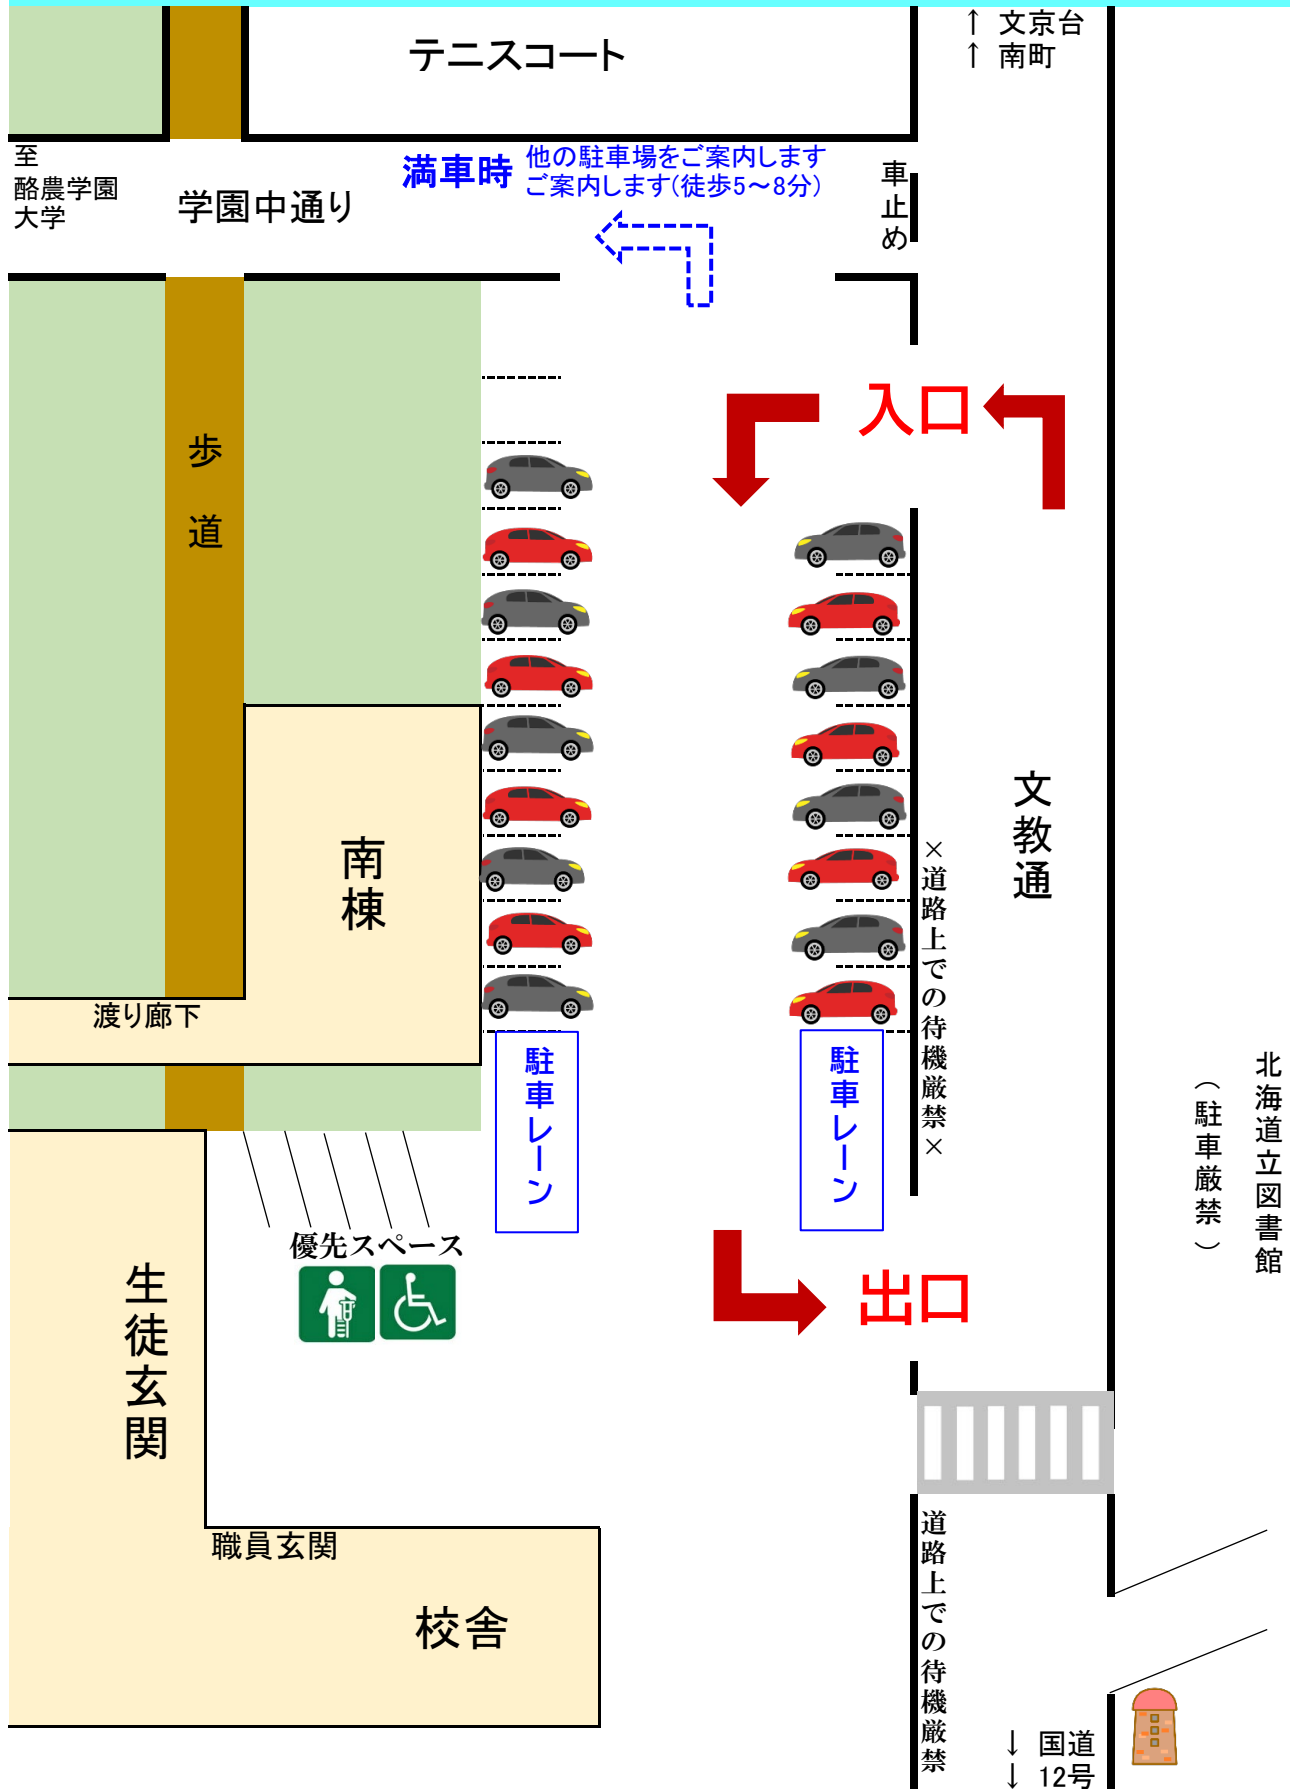 テニスコート
↑ 文京台
↑ 南町
至
酪農学園
大学
学園中通り
満車時
他の駐車場をご案内します
ご案内します(徒歩5～8分)
車止め
入口
歩道
文教通
南棟
×道路上での待機厳禁×
渡り廊下
駐車レーン
駐車レーン
北海道立図書館
（駐車厳禁）
優先スペース
生徒玄関
出口
職員玄関
校舎
道路上での待機厳禁
↓ 国道
↓ 12号